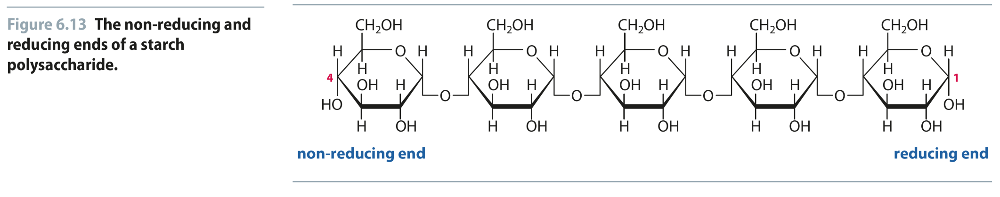 Figure 6.13 The non-reducing and
reducing ends of a starch
polysaccharide.
CH₂OH CH₂OH CH₂OH CH₂OH CH₂OH
H O H H O H H O H H O H H O H
H H H H H
4 1
OH H OH H OH H OH H OH H
HO O O O O OH
H OH H OH H OH H OH H OH
non-reducing end reducing end